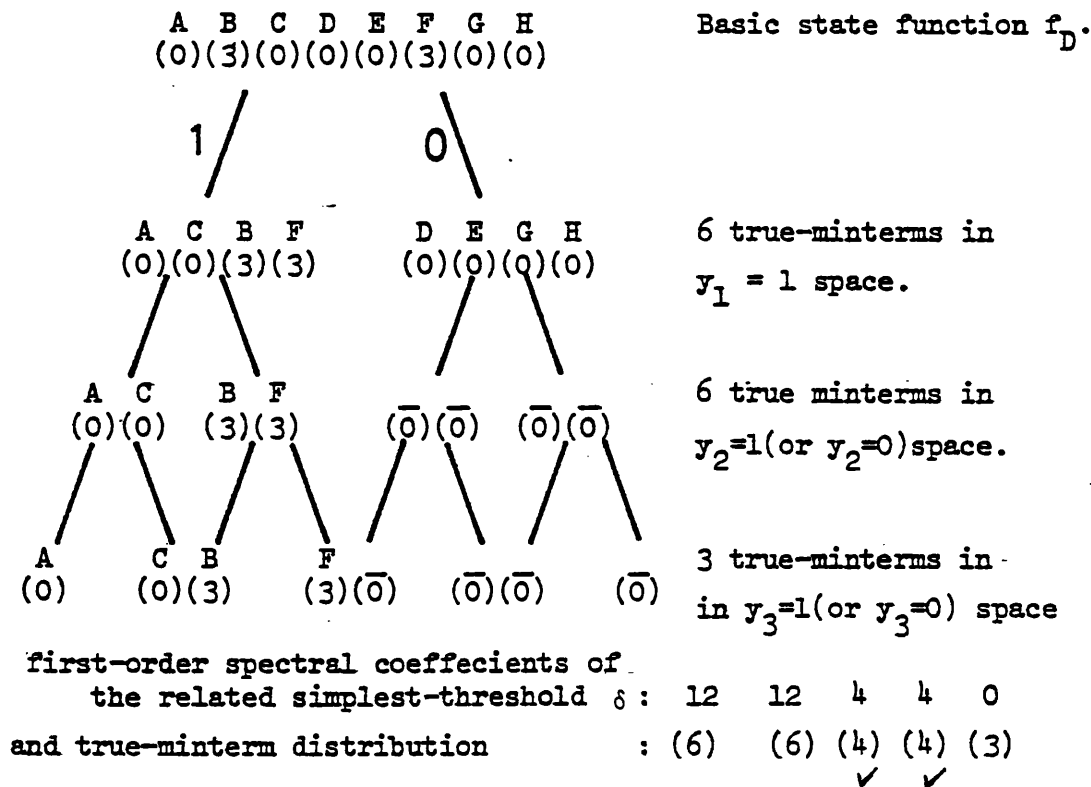 A B C D E F G H Basic state function f_D.
(0)(3)(0)(0)(0)(3)(0)(0)
1 0
A C B F D E G H 6 true-minterms in
(0)(0)(3)(3) (0)(0)(0)(0) y_1 = 1 space.
A C B F 6 true minterms in
(0)(0) (3)(3) (0̅)(0̅) (0̅)(0̅) y_2=1(or y_2=0)space.
A C B F 3 true-minterms in
(0) (0)(3) (3)(0̅) (0̅)(0̅) (0̅) in y_3=1(or y_3=0) space
first-order spectral coeffecients of
the related simplest-threshold δ : 12 12 4 4 0
and true-minterm distribution : (6) (6) (4) (4) (3)
✓ ✓